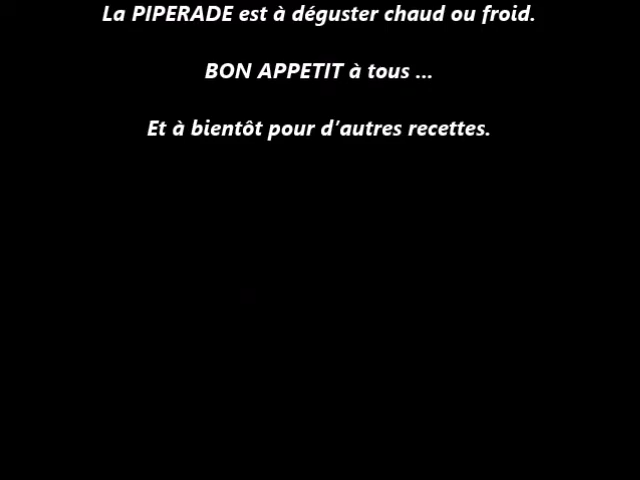 La PIPERADE est à déguster chaud ou froid.
BON APPETIT à tous ...
Et à bientôt pour d’autres recettes.